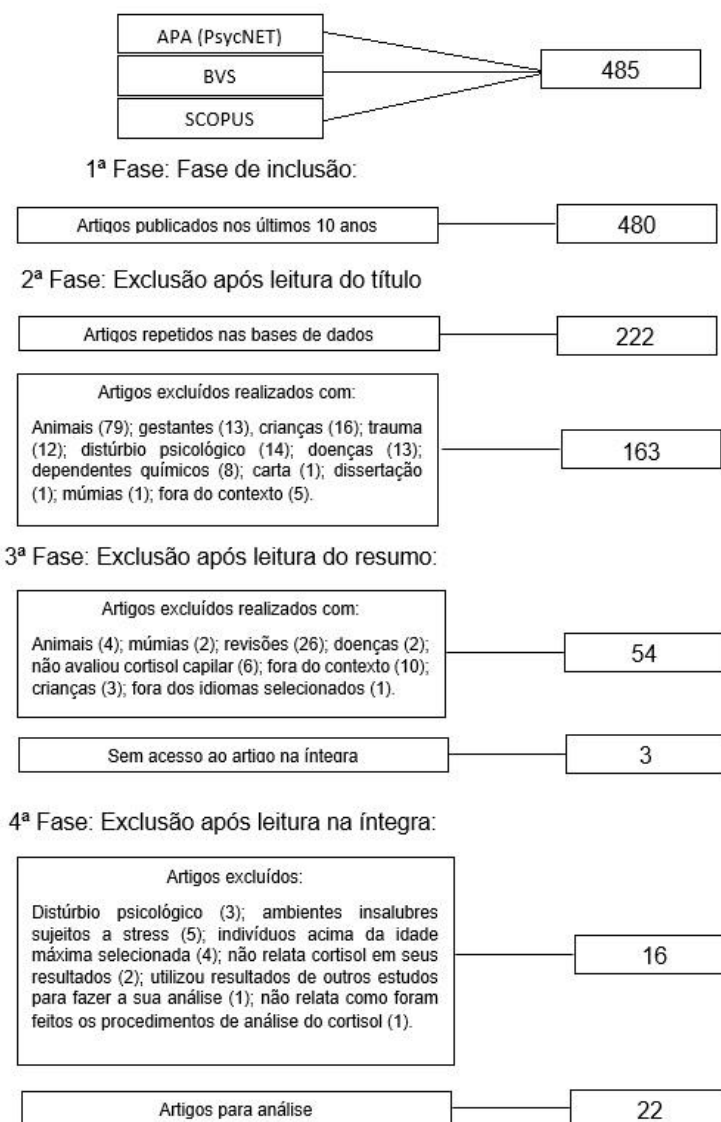 APA (PsycNET)
BVS
SCOPUS
485
1ª Fase: Fase de inclusão:
Artigos publicados nos últimos 10 anos
480
2ª Fase: Exclusão após leitura do título
Artigos repetidos nas bases de dados
222
Artigos excluídos realizados com:
Animais (79); gestantes (13), crianças (16); trauma
(12); distúrbio psicológico (14); doenças (13);
dependentes químicos (8); carta (1); dissertação
(1); múmias (1); fora do contexto (5).
163
3ª Fase: Exclusão após leitura do resumo:
Artigos excluídos realizados com:
Animais (4); múmias (2); revisões (26); doenças (2);
não avaliou cortisol capilar (6); fora do contexto (10);
crianças (3); fora dos idiomas selecionados (1).
54
Sem acesso ao artigo na íntegra
3
4ª Fase: Exclusão após leitura na íntegra:
Artigos excluídos:
Distúrbio psicológico (3); ambientes insalubres
sujeitos a stress (5); indivíduos acima da idade
máxima selecionada (4); não relata cortisol em seus
resultados (2); utilizou resultados de outros estudos
para fazer a sua análise (1); não relata como foram
feitos os procedimentos de análise do cortisol (1).
16
Artigos para análise
22